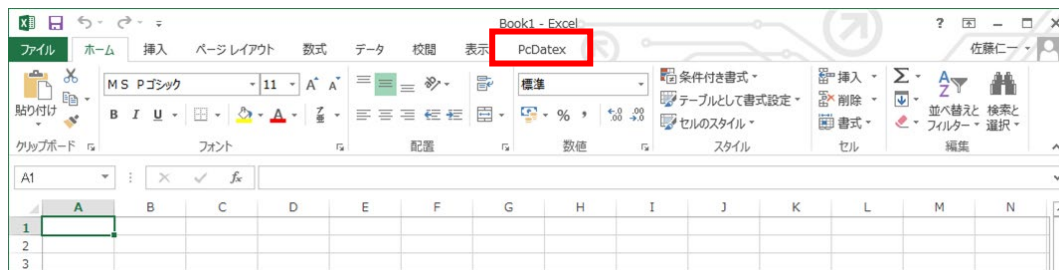 Book1 - Excel
ファイル ホーム 挿入 ページ レイアウト 数式 データ 校閲 表示 PcDatex 佐藤仁一
MS Pゴシック 11 標準 条件付き書式 挿入
貼り付け B I U % テーブルとして書式設定 削除 並べ替えと 検索と
セルのスタイル 書式 フィルター 選択
クリップボード フォント 配置 数値 スタイル セル 編集
A1 fx
A B C D E F G H I J K L M N
1
2
3